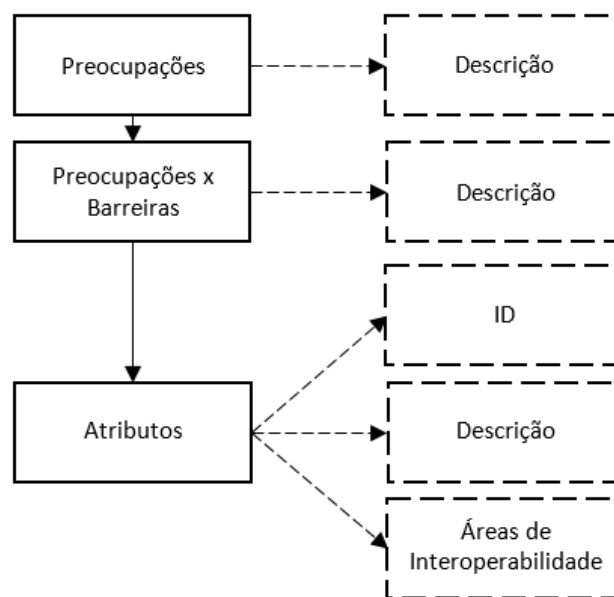 Preocupações
Descrição
Preocupações x
Barreiras
Descrição
ID
Atributos
Descrição
Áreas de
Interoperabilidade